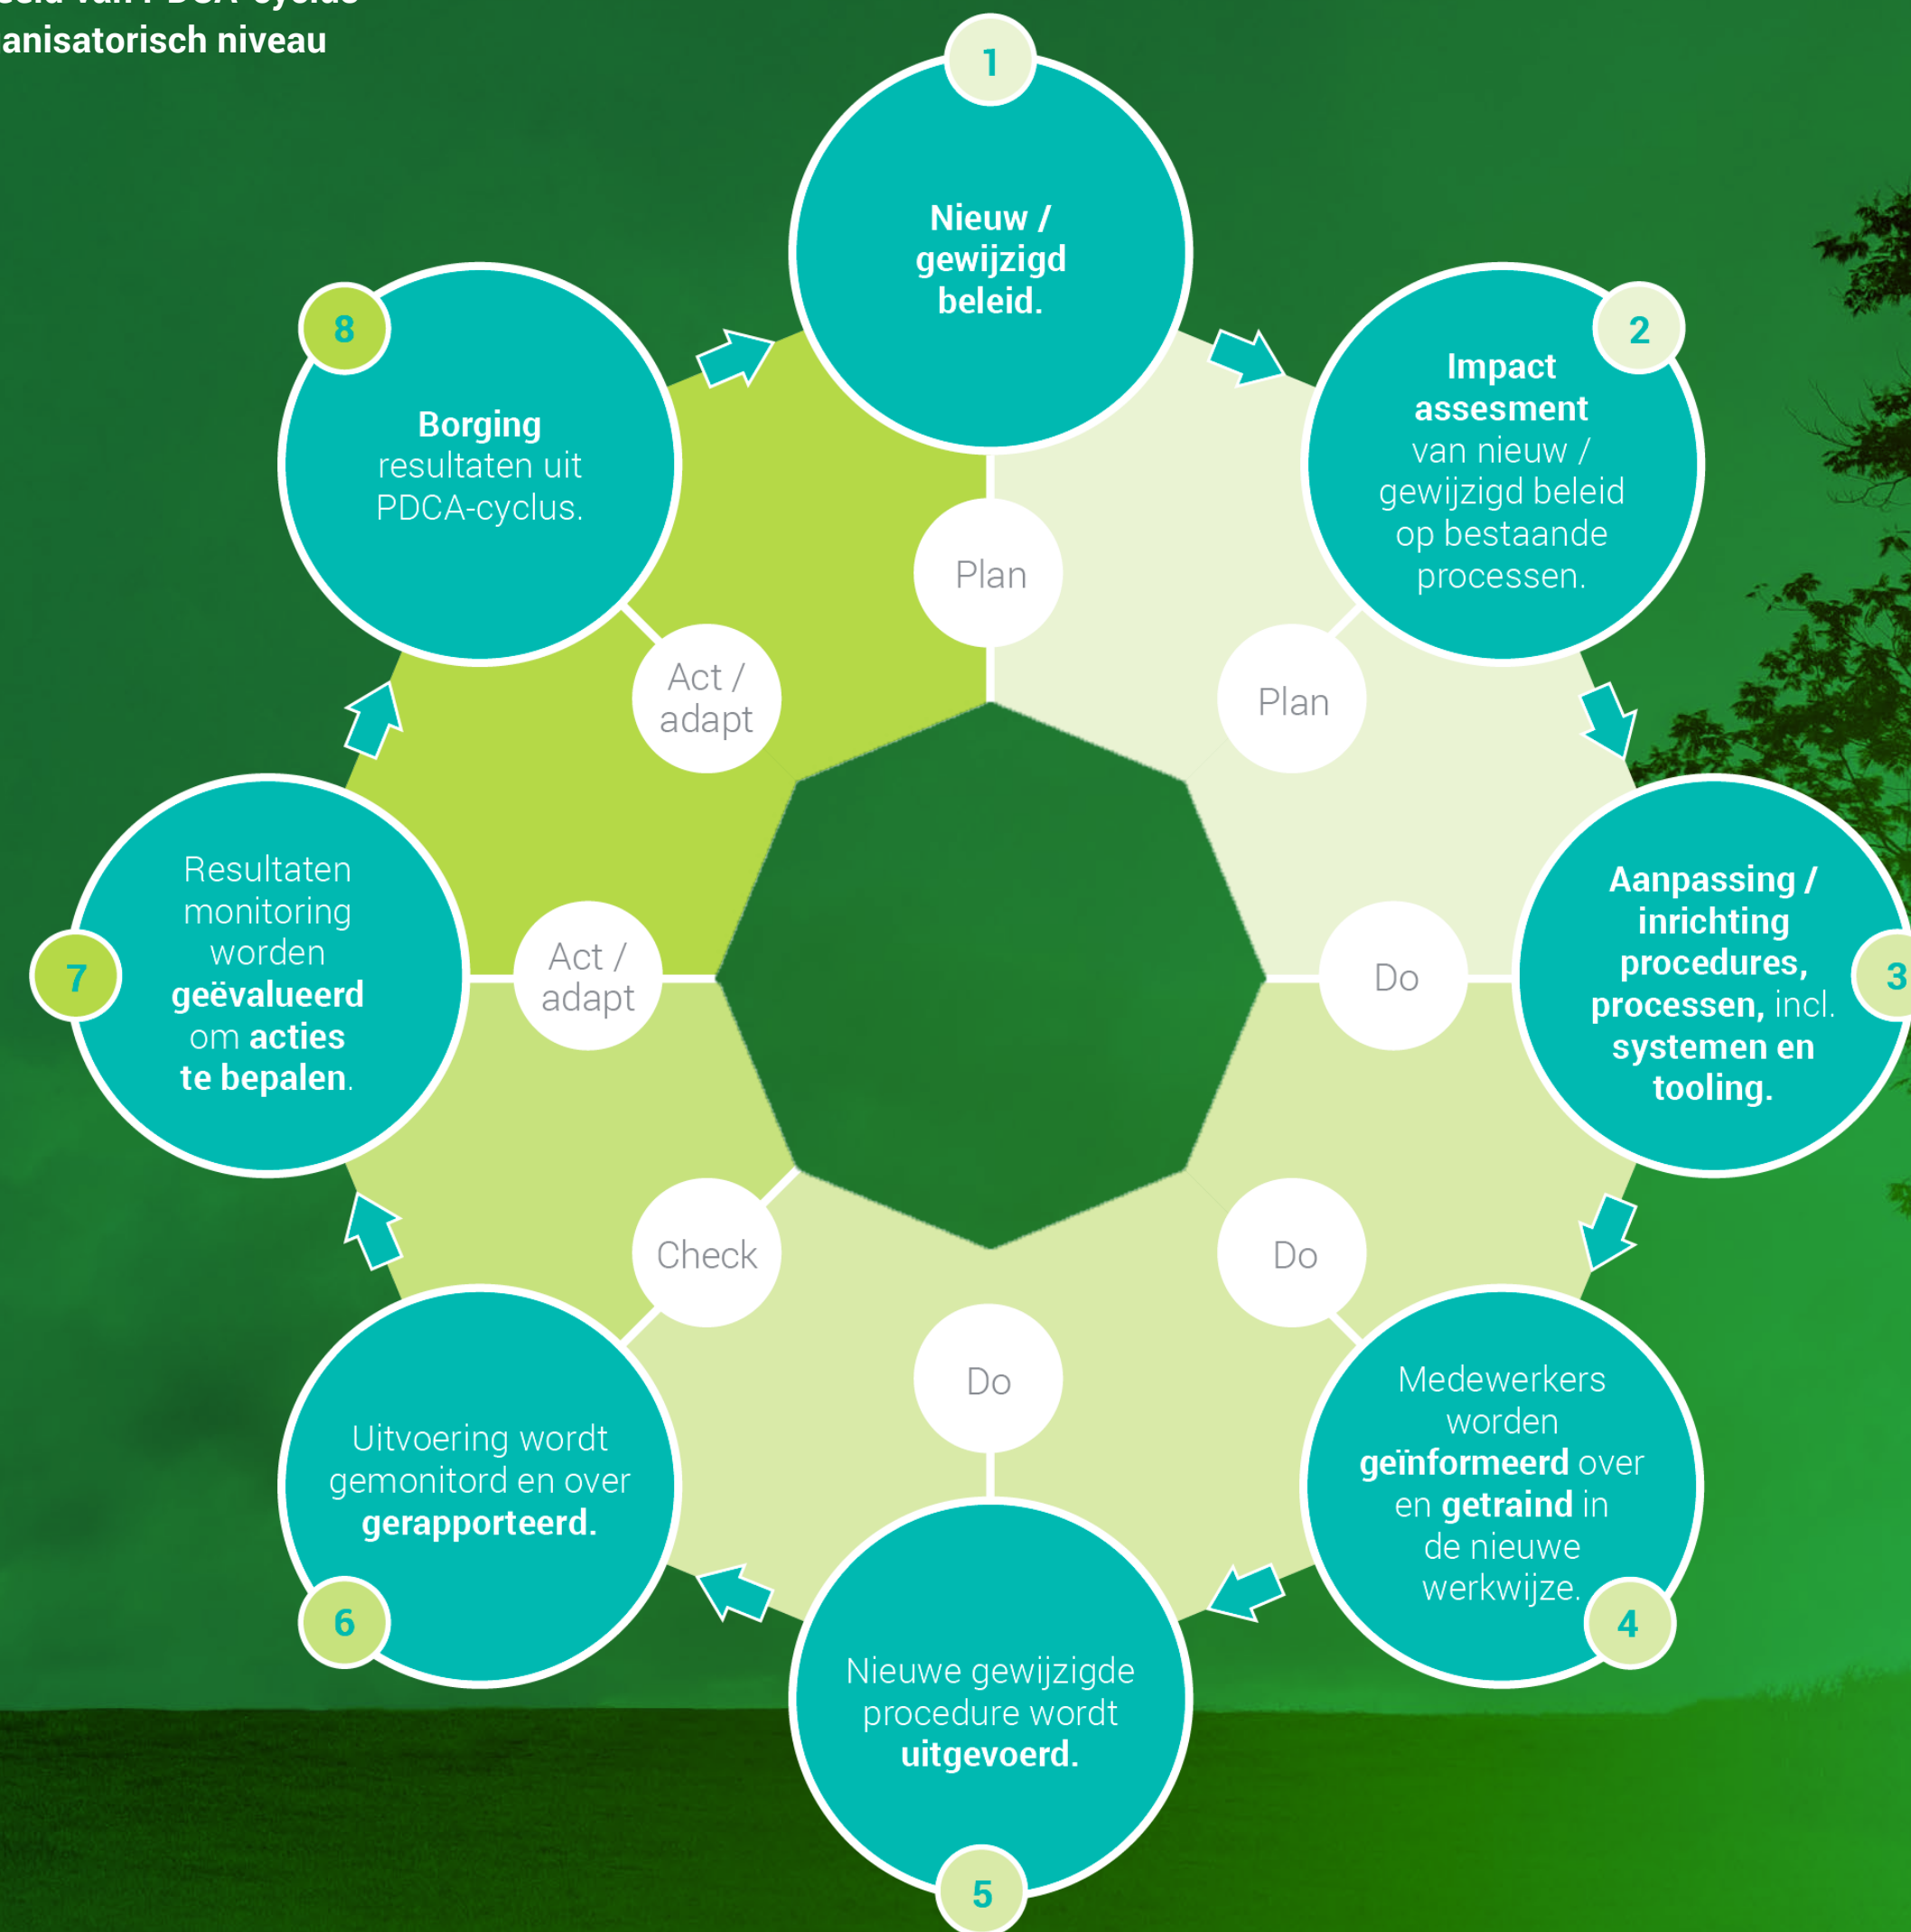 van PDCA-cyclus
niveau
1
Nieuw /
gewijzigd
beleid.
Plan
2
Impact
assesment
van nieuw /
gewijzigd beleid
op bestaande
processen.
Plan
3
Aanpassing /
inrichting
procedures,
processen, incl.
systemen en
tooling.
Do
4
Medewerkers
worden
geïnformeerd over
en getraind in
de nieuwe
werkwijze.
Do
5
Nieuwe gewijzigde
procedure wordt
uitgevoerd.
Do
6
Uitvoering wordt
gemonitord en over
gerapporteerd.
Check
7
Resultaten
monitoring
worden
geëvalueerd
om acties
te bepalen.
Act /
adapt
8
Borging
resultaten uit
PDCA-cyclus.
Act /
adapt